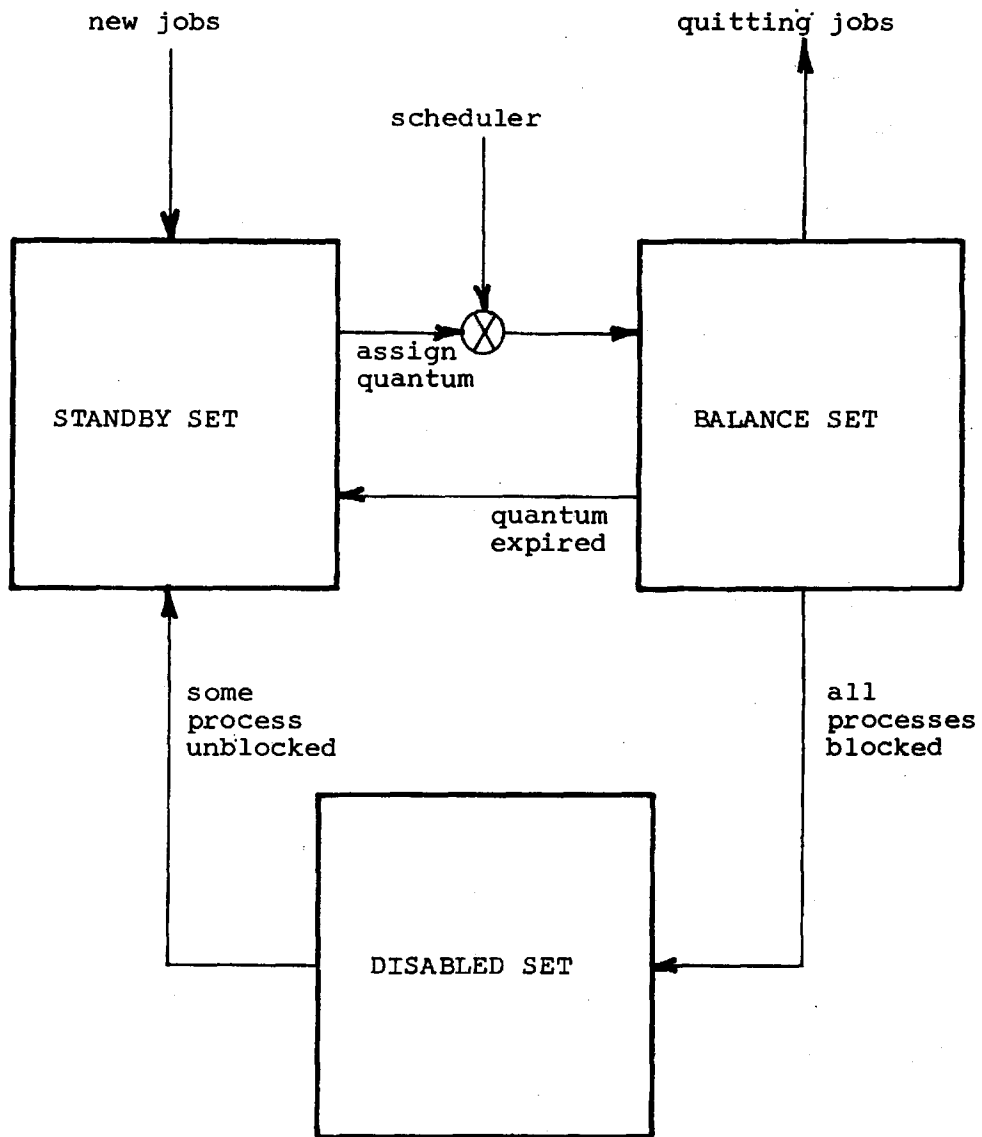 new jobs
quitting jobs
scheduler
assign
quantum
STANDBY SET
BALANCE SET
quantum
expired
some
process
unblocked
all
processes
blocked
DISABLED SET